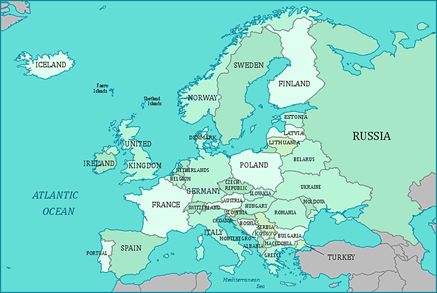 ICELAND
Faroe
Islands
Shetland
Islands
SWEDEN
NORWAY
FINLAND
ESTONIA
LATVIA
LITHUANIA
RUSSIA
DENMARK
UNITED
KINGDOM
IRELAND
NETHERLANDS
BELGIUM
GERMANY
POLAND
BELARUS
CZECH
REPUBLIC
SLOVAKIA
UKRAINE
MOLDOVA
ATLANTIC
OCEAN
FRANCE
SWITZERLAND
AUSTRIA
HUNGARY
SLOVENIA
ROMANIA
CROATIA
BOSNIA
SERBIA
BULGARIA
ITALY
MONTENEGRO
MACEDONIA
ALBANIA
GREECE
PORTUGAL
SPAIN
TURKEY
Mediterranean
Sea